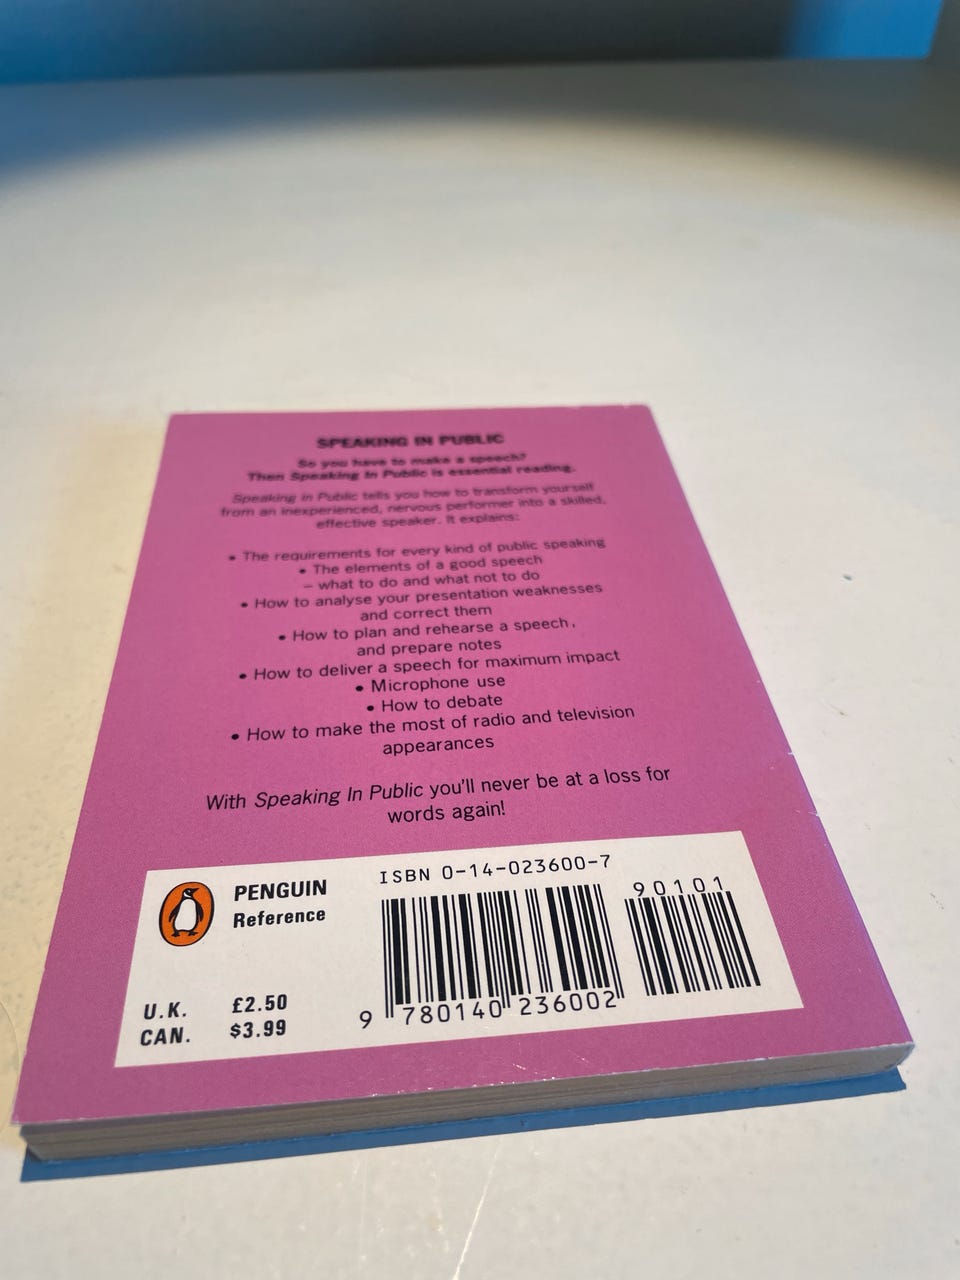 SPEAKING IN PUBLIC
So you have to make a speech?
Then Speaking In Public is essential reading.
Speaking in Public tells you how to transform yourself
from an inexperienced, nervous performer into a skilled,
effective speaker. It explains:
• The requirements for every kind of public speaking
• The elements of a good speech
– what to do and what not to do
• How to analyse your presentation weaknesses
and correct them
• How to plan and rehearse a speech,
and prepare notes
• How to deliver a speech for maximum impact
• Microphone use
• How to debate
• How to make the most of radio and television
appearances
With Speaking In Public you'll never be at a loss for
words again!
PENGUIN
Reference
U.K. £2.50
CAN. $3.99
ISBN 0-14-023600-7
90101
9 780140 236002